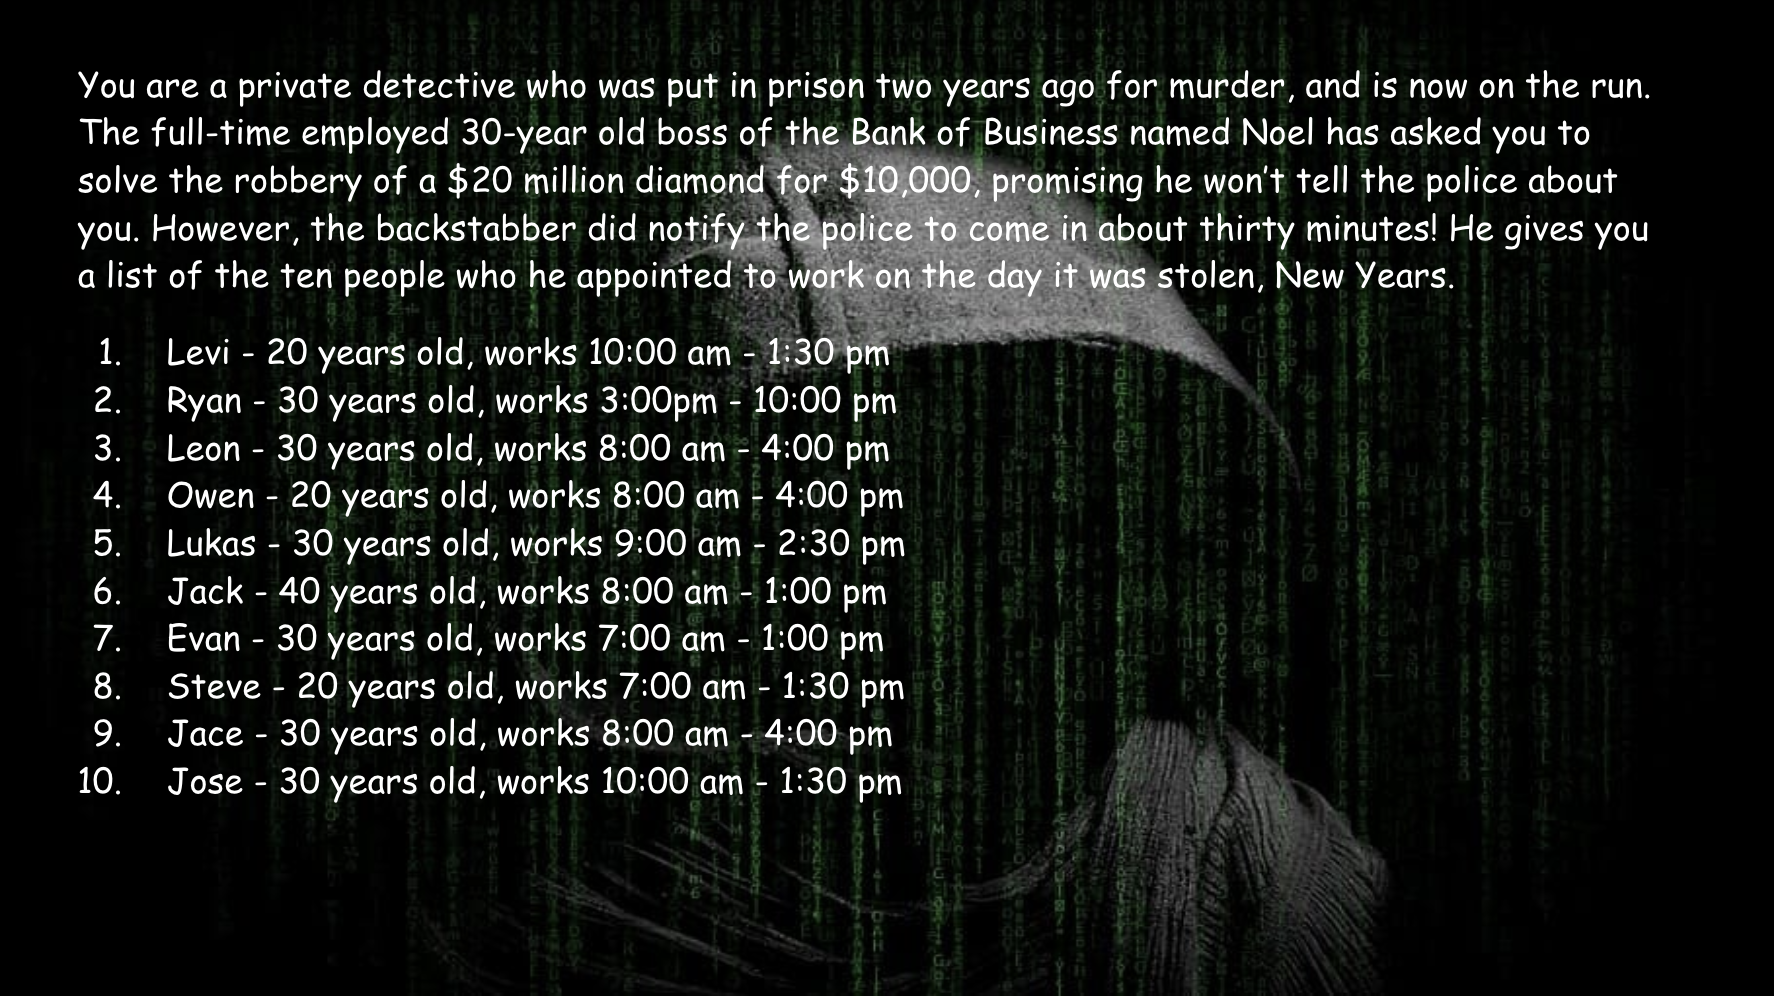 You are a private detective who was put in prison two years ago for murder, and is now on the run.
The full-time employed 30-year old boss of the Bank of Business named Noel has asked you to
solve the robbery of a $20 million diamond for $10,000, promising he won't tell the police about
you. However, the backstabber did notify the police to come in about thirty minutes! He gives you
a list of the ten people who he appointed to work on the day it was stolen, New Years.
1. Levi - 20 years old, works 10:00 am - 1:30 pm
2. Ryan - 30 years old, works 3:00pm - 10:00 pm
3. Leon - 30 years old, works 8:00 am - 4:00 pm
4. Owen - 20 years old, works 8:00 am - 4:00 pm
5. Lukas - 30 years old, works 9:00 am - 2:30 pm
6. Jack - 40 years old, works 8:00 am - 1:00 pm
7. Evan - 30 years old, works 7:00 am - 1:00 pm
8. Steve - 20 years old, works 7:00 am - 1:30 pm
9. Jace - 30 years old, works 8:00 am - 4:00 pm
10. Jose - 30 years old, works 10:00 am - 1:30 pm